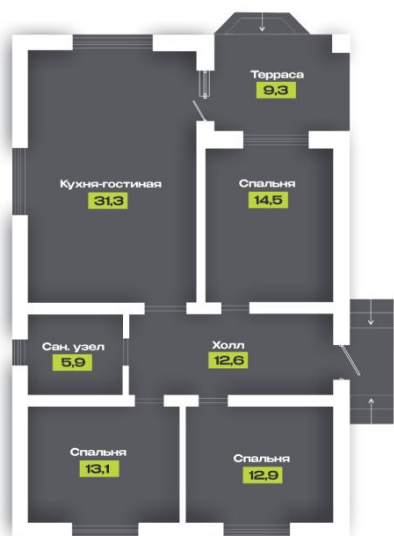 Терраса
9,3
Кухня-гостиная
31,3
Спальня
14,5
Сан. узел
5,9
Холл
12,6
Спальня
13,1
Спальня
12,9